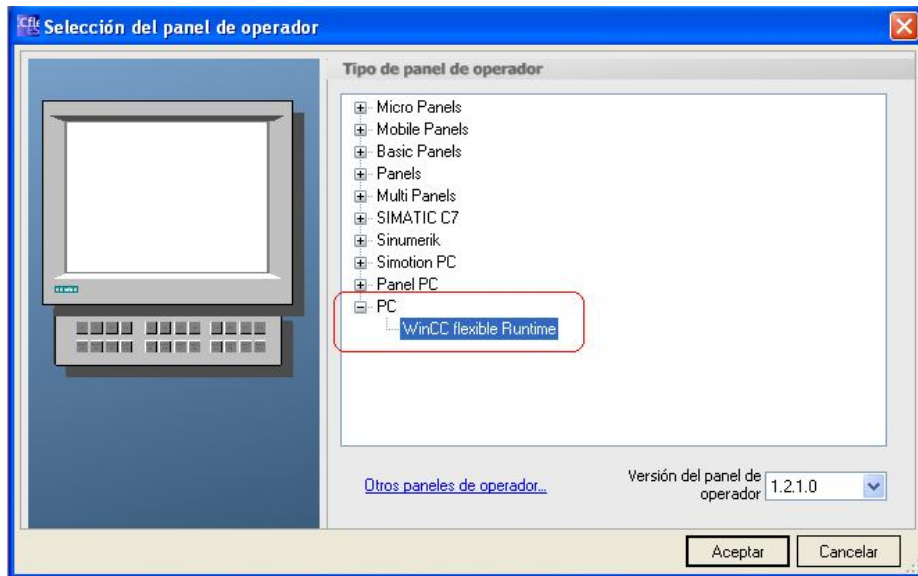 Selección del panel de operador
Tipo de panel de operador
Micro Panels
Mobile Panels
Basic Panels
Panels
Multi Panels
SIMATIC C7
Sinumerik
Simotion PC
Panel PC
PC
WinCC flexible Runtime
Otros paneles de operador...
Versión del panel de
operador
1.2.1.0
Aceptar
Cancelar